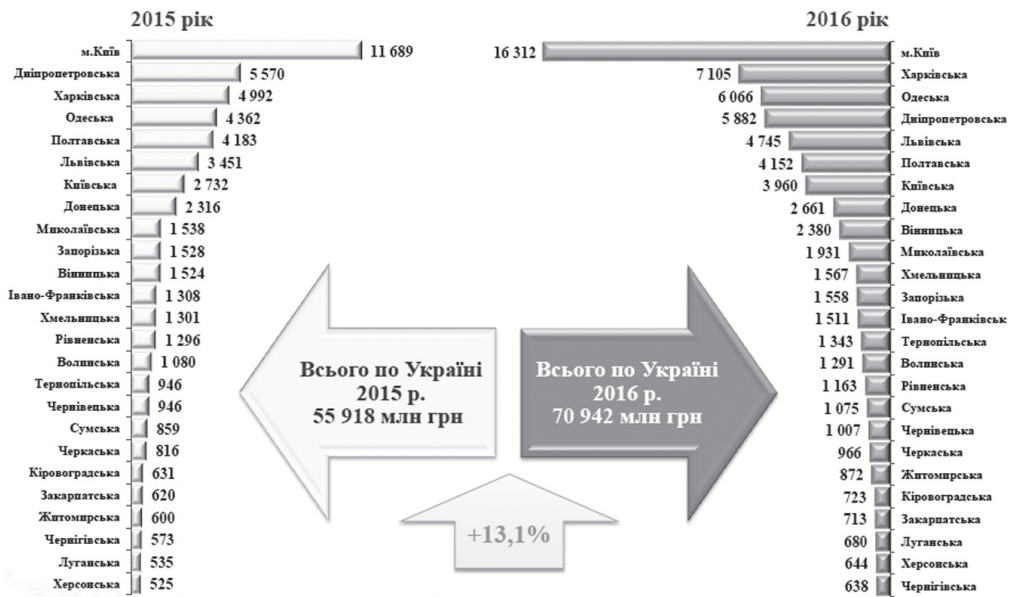 2015 рік
м.Київ 11 689
Дніпропетровська 5 570
Харківська 4 992
Одеська 4 362
Полтавська 4 183
Львівська 3 451
Київська 2 732
Донецька 2 316
Миколаївська 1 538
Запорізька 1 528
Вінницька 1 524
Івано-Франківська 1 308
Хмельницька 1 301
Рівненська 1 296
Волинська 1 080
Тернопільська 946
Чернівецька 946
Сумська 859
Черкаська 816
Кіровоградська 631
Закарпатська 620
Житомирська 600
Чернігівська 573
Луганська 535
Херсонська 525
Всього по Україні
2015 р.
55 918 млн грн
+13,1%
2016 рік
16 312 м.Київ
7 105 Харківська
6 066 Одеська
5 882 Дніпропетровська
4 745 Львівська
4 152 Полтавська
3 960 Київська
2 661 Донецька
2 380 Вінницька
1 931 Миколаївська
1 567 Хмельницька
1 558 Запорізька
1 511 Івано-Франківськ
1 343 Тернопільська
1 291 Волинська
1 163 Рівненська
1 075 Сумська
1 007 Чернівецька
966 Черкаська
872 Житомирська
723 Кіровоградська
713 Закарпатська
680 Луганська
644 Херсонська
638 Чернігівська
Всього по Україні
2016 р.
70 942 млн грн